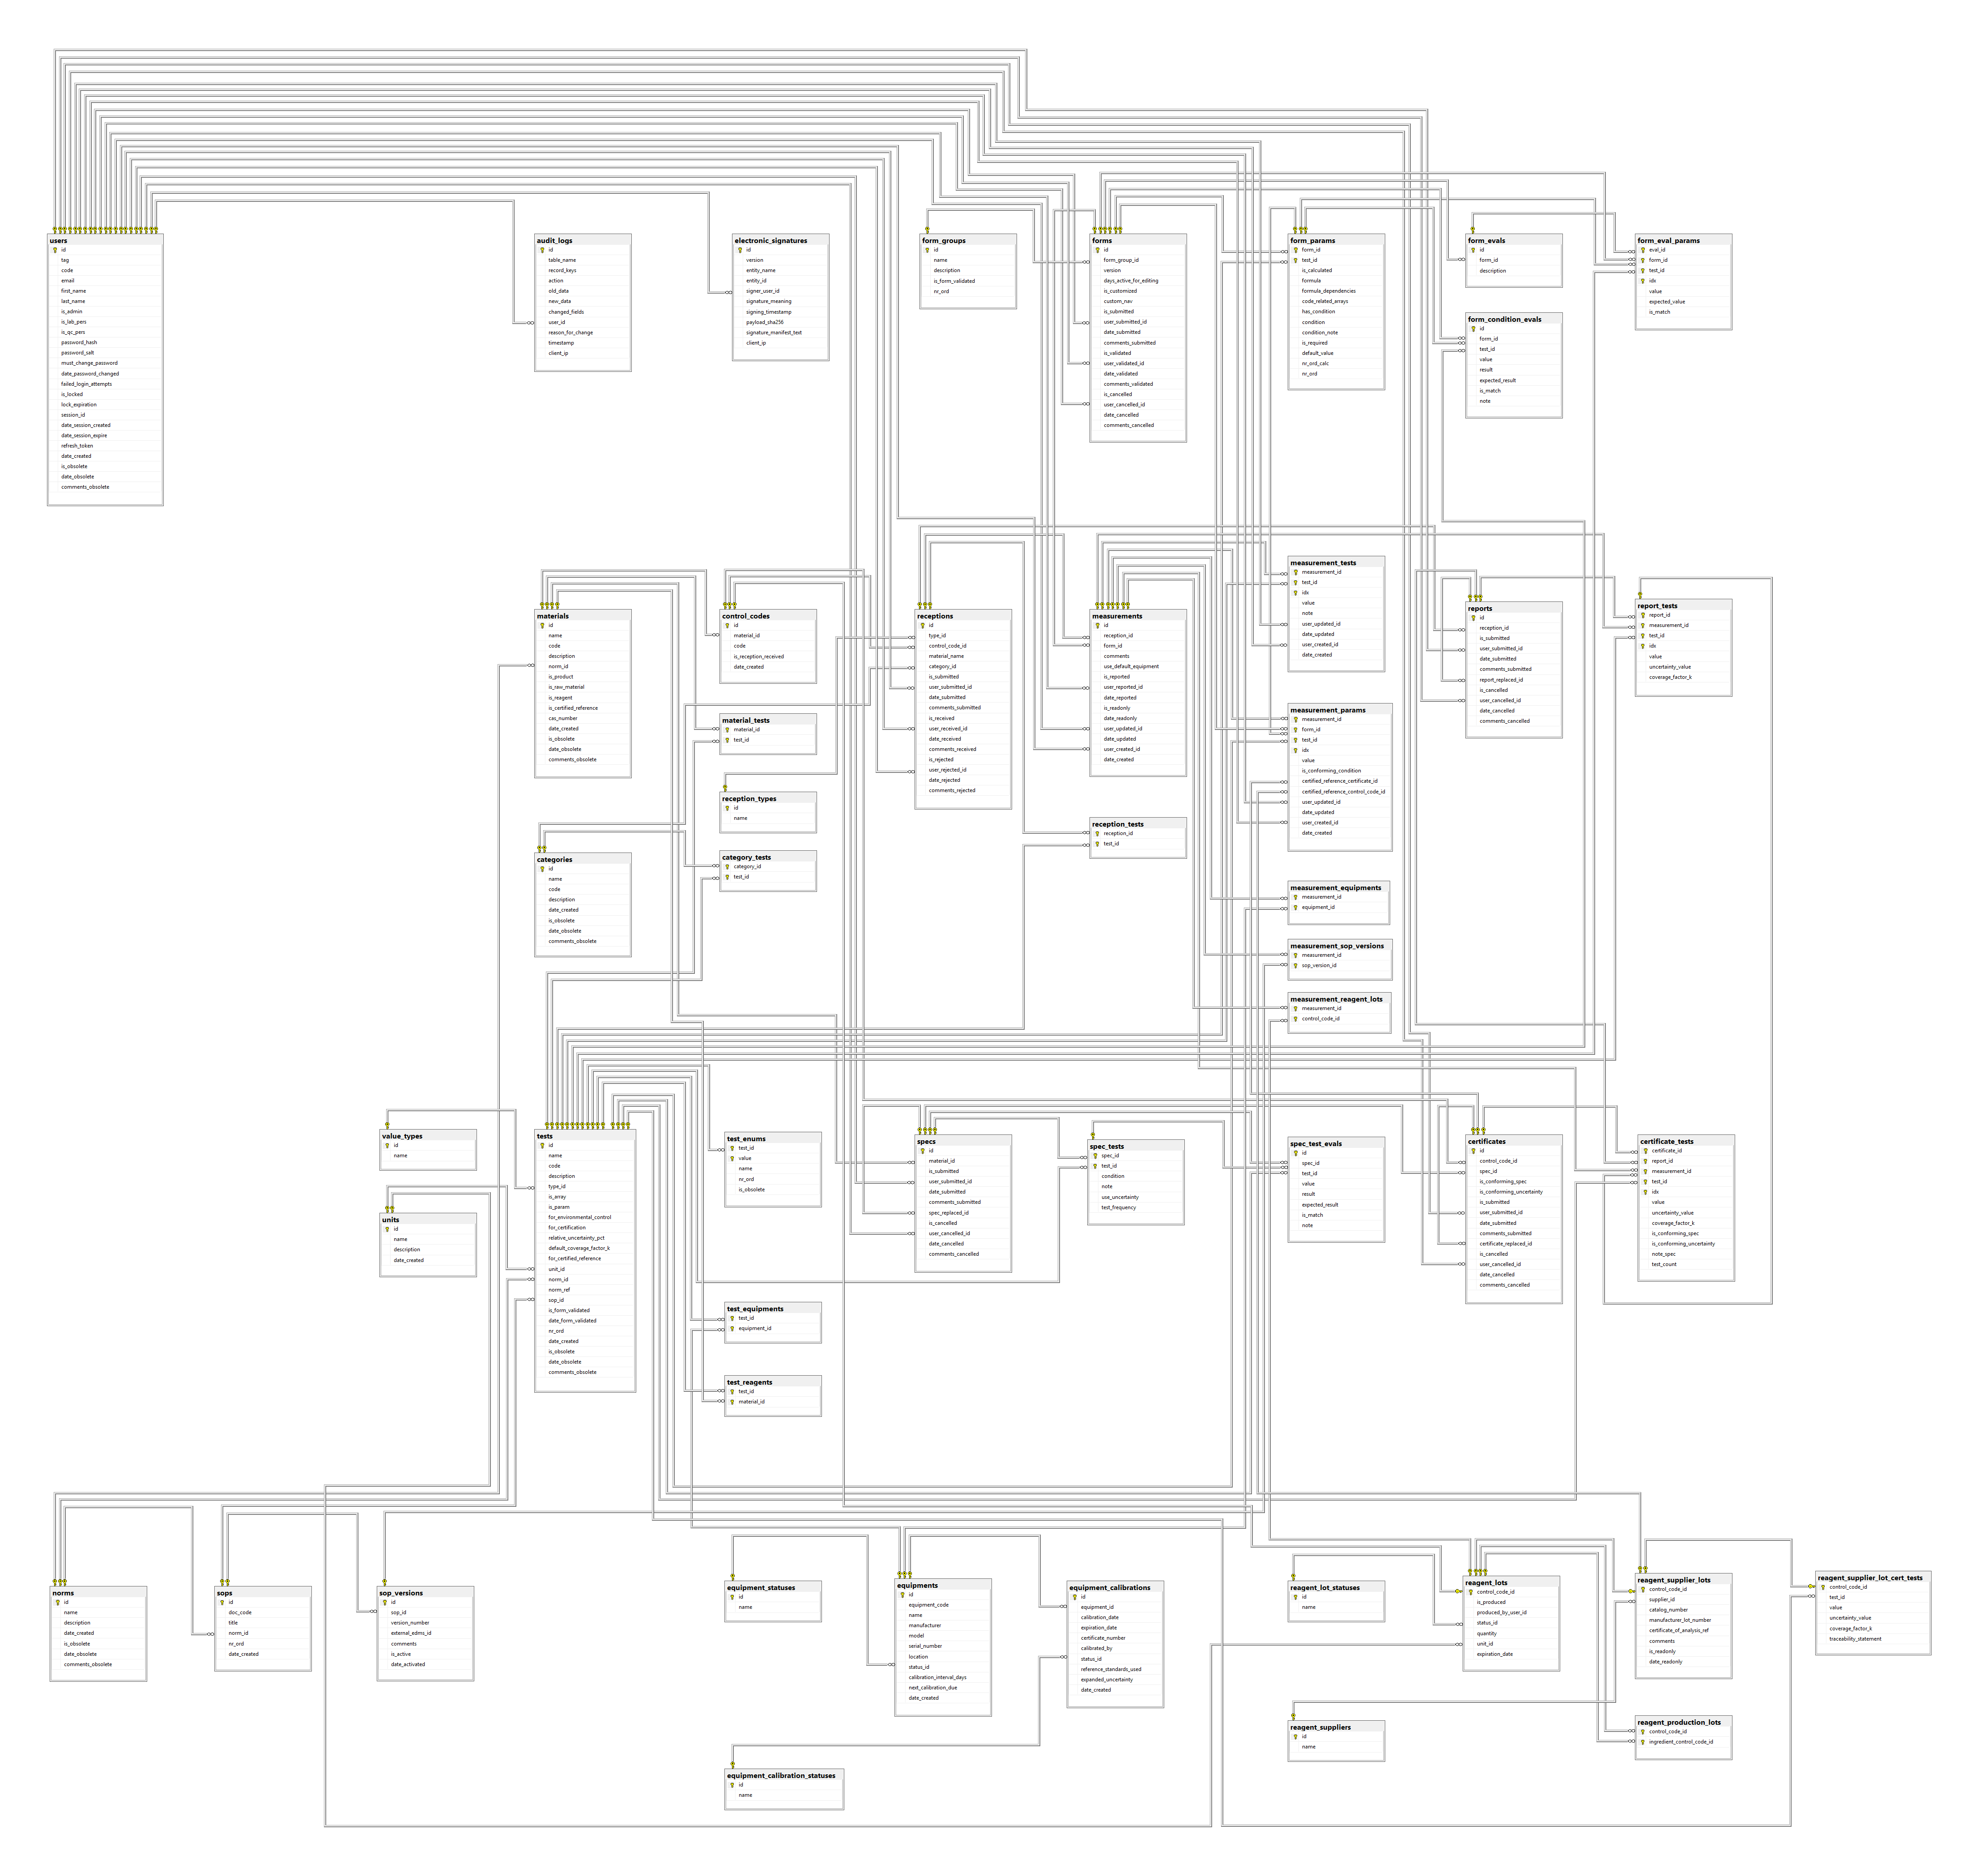 users
id
tag
code
email
first_name
last_name
is_admin
is_lab_pers
is_qc_pers
password_hash
password_salt
must_change_password
date_password_changed
failed_login_attempts
is_locked
lock_expiration
session_id
date_session_created
date_session_expire
refresh_token
date_created
is_obsolete
date_obsolete
comments_obsolete
audit_logs
id
table_name
record_keys
action
old_data
new_data
changed_fields
user_id
reason_for_change
timestamp
client_ip
electronic_signatures
id
version
entity_name
entity_id
signer_user_id
signature_meaning
signing_timestamp
payload_sha256
signature_manifest_text
client_ip
form_groups
id
name
description
is_form_validated
nr_ord
forms
id
form_group_id
version
days_active_for_editing
is_customized
custom_nav
is_submitted
user_submitted_id
date_submitted
comments_submitted
is_validated
user_validated_id
date_validated
comments_validated
is_cancelled
user_cancelled_id
date_cancelled
comments_cancelled
form_params
form_id
test_id
is_calculated
formula
formula_dependencies
code_related_arrays
has_condition
condition
condition_note
is_required
default_value
nr_ord_calc
nr_ord
form_evals
id
form_id
description
form_condition_evals
id
form_id
test_id
value
result
expected_result
is_match
note
form_eval_params
eval_id
form_id
test_id
idx
value
expected_value
is_match
materials
id
name
code
description
norm_id
is_product
is_raw_material
is_reagent
is_certified_reference
cas_number
date_created
is_obsolete
date_obsolete
comments_obsolete
control_codes
id
material_id
code
is_reception_received
date_created
material_tests
material_id
test_id
reception_types
id
name
categories
id
name
code
description
date_created
is_obsolete
date_obsolete
comments_obsolete
category_tests
category_id
test_id
receptions
id
type_id
control_code_id
material_name
category_id
is_submitted
user_submitted_id
date_submitted
comments_submitted
is_received
user_received_id
date_received
comments_received
is_rejected
user_rejected_id
date_rejected
comments_rejected
measurements
id
reception_id
form_id
comments
use_default_equipment
is_reported
user_reported_id
date_reported
is_readonly
date_readonly
user_updated_id
date_updated
user_created_id
date_created
reception_tests
reception_id
test_id
measurement_tests
measurement_id
test_id
idx
value
note
user_updated_id
date_updated
user_created_id
date_created
measurement_params
measurement_id
form_id
test_id
idx
value
is_conforming_condition
certified_reference_certificate_id
certified_reference_control_code_id
user_updated_id
date_updated
user_created_id
date_created
measurement_equipments
measurement_id
equipment_id
measurement_sop_versions
measurement_id
sop_version_id
measurement_reagent_lots
measurement_id
control_code_id
reports
id
reception_id
is_submitted
user_submitted_id
date_submitted
comments_submitted
report_replaced_id
is_cancelled
user_cancelled_id
date_cancelled
comments_cancelled
report_tests
report_id
measurement_id
test_id
idx
value
uncertainty_value
coverage_factor_k
value_types
id
name
units
id
name
description
date_created
tests
id
name
code
description
type_id
is_array
is_param
for_environmental_control
for_certification
relative_uncertainty_pct
default_coverage_factor_k
for_certified_reference
unit_id
norm_id
norm_ref
sop_id
is_form_validated
date_form_validated
nr_ord
date_created
is_obsolete
date_obsolete
comments_obsolete
test_enums
test_id
value
name
nr_ord
is_obsolete
test_equipments
test_id
equipment_id
test_reagents
test_id
material_id
specs
id
material_id
is_submitted
user_submitted_id
date_submitted
comments_submitted
spec_replaced_id
is_cancelled
user_cancelled_id
date_cancelled
comments_cancelled
spec_tests
spec_id
test_id
condition
note
use_uncertainty
test_frequency
spec_test_evals
id
spec_id
test_id
value
result
expected_result
is_match
note
certificates
id
control_code_id
spec_id
is_conforming_spec
is_conforming_uncertainty
is_submitted
user_submitted_id
date_submitted
comments_submitted
certificate_replaced_id
is_cancelled
user_cancelled_id
date_cancelled
comments_cancelled
certificate_tests
certificate_id
report_id
measurement_id
test_id
idx
value
uncertainty_value
coverage_factor_k
is_conforming_spec
is_conforming_uncertainty
note_spec
test_count
norms
id
name
description
date_created
is_obsolete
date_obsolete
comments_obsolete
sops
id
doc_code
title
norm_id
nr_ord
date_created
sop_versions
id
sop_id
version_number
external_edms_id
comments
is_active
date_activated
equipment_statuses
id
name
equipments
id
equipment_code
name
manufacturer
model
serial_number
location
status_id
calibration_interval_days
next_calibration_due
date_created
equipment_calibrations
id
equipment_id
calibration_date
expiration_date
certificate_number
calibrated_by
status_id
reference_standards_used
expanded_uncertainty
date_created
equipment_calibration_statuses
id
name
reagent_lot_statuses
id
name
reagent_suppliers
id
name
reagent_lots
control_code_id
is_produced
produced_by_user_id
status_id
quantity
unit_id
expiration_date
reagent_supplier_lots
control_code_id
supplier_id
catalog_number
manufacturer_lot_number
certificate_of_analysis_ref
comments
is_readonly
date_readonly
reagent_production_lots
control_code_id
ingredient_control_code_id
reagent_supplier_lot_cert_tests
control_code_id
test_id
value
uncertainty_value
coverage_factor_k
traceability_statement